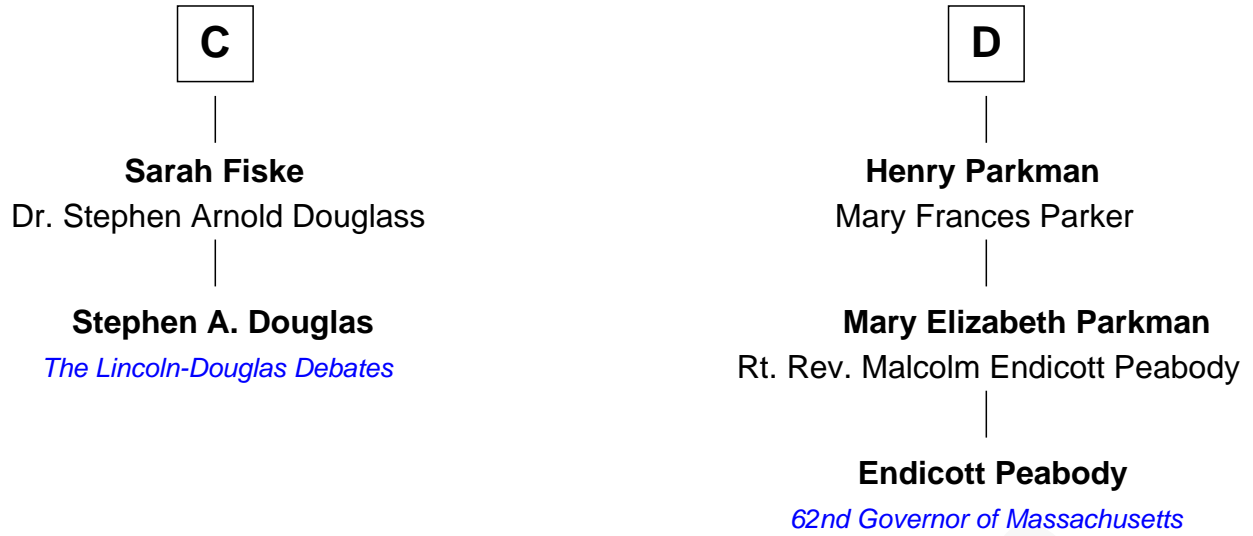 C
Sarah Fiske
Dr. Stephen Arnold Douglass
Stephen A. Douglas
The Lincoln-Douglas Debates
D
Henry Parkman
Mary Frances Parker
Mary Elizabeth Parkman
Rt. Rev. Malcolm Endicott Peabody
Endicott Peabody
62nd Governor of Massachusetts